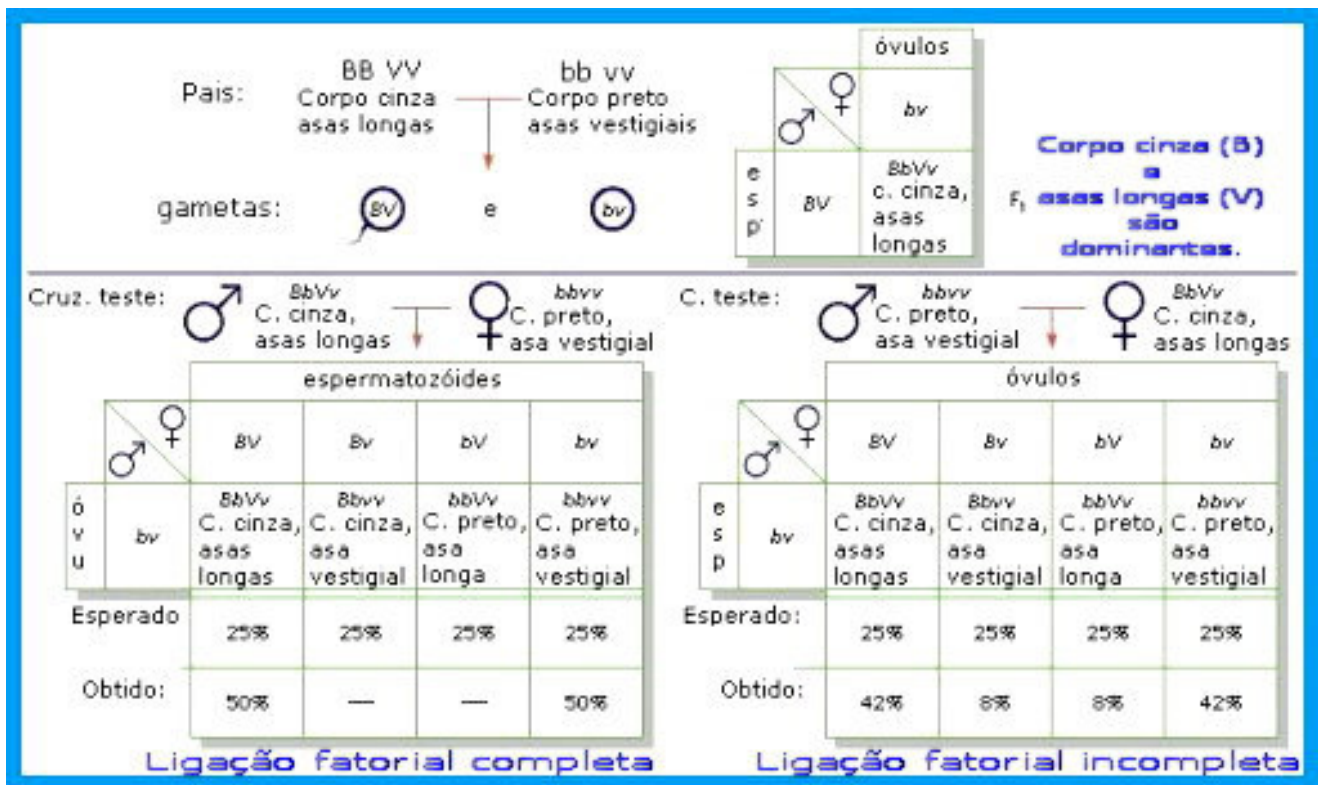 Pais:
BB VV
Corpo cinza
asas longas
bb vv
Corpo preto
asas vestigiais
gametas:
BV
e
bv
óvulos
bv
e
s
p.
BV
BbVv
c. cinza,
asas
longas
F₁
Corpo cinza (B)
e
asas longas (V)
são
dominantes.
Cruz. teste:
BbVv
C. cinza,
asas longas
bbvv
C. preto,
asa vestigial
espermatozóides
BV Bv bV bv
ó
v
u
bv
BbVv Bbvv bbVv bbvv
C. cinza, C. cinza, C. preto, C. preto,
asas asa asa asa
longas vestigial longa vestigial
Esperado
25% 25% 25% 25%
Obtido:
50% — — 50%
Ligação fatorial completa
C. teste:
bbvv
C. preto,
asa vestigial
BbVv
C. cinza,
asas longas
óvulos
BV Bv bV bv
e
s
p
bv
BbVv Bbvv bbVv bbvv
C. cinza, C. cinza, C. preto, C. preto,
asas asa asa asa
longas vestigial longa vestigial
Esperado:
25% 25% 25% 25%
Obtido:
42% 8% 8% 42%
Ligação fatorial incompleta